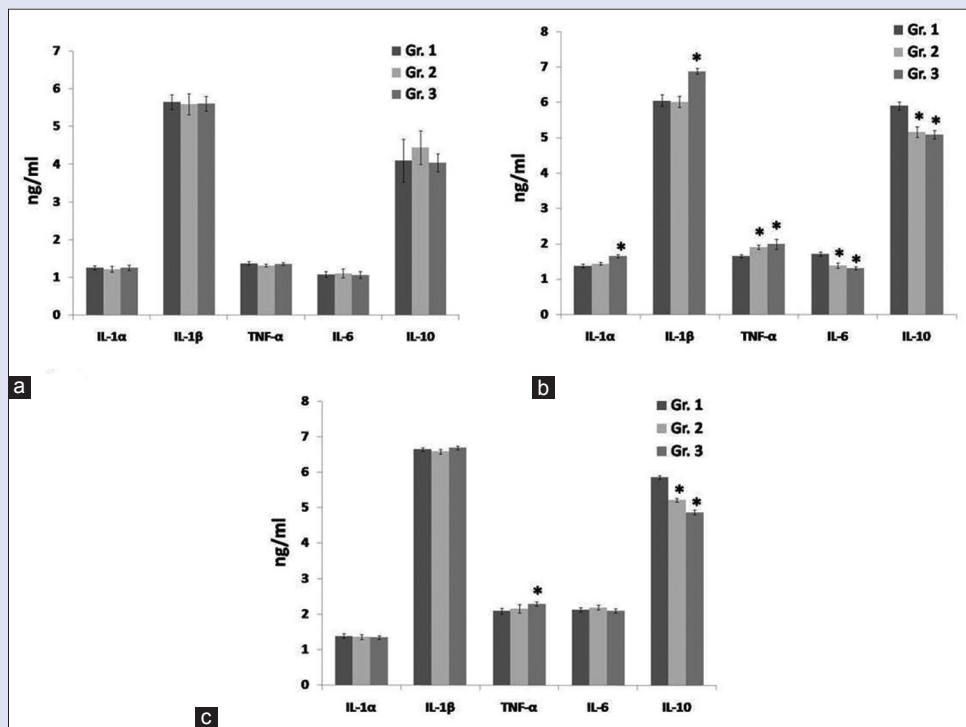 7
6
5
4
3
2
1
0
ng/ml
Gr. 1
Gr. 2
Gr. 3
IL-1α IL-1β TNF-α IL-6 IL-10
a
8
7
6
5
4
3
2
1
0
ng/ml
Gr. 1
Gr. 2
Gr. 3
*
*
* *
* *
* *
IL-1α IL-1β TNF-α IL-6 IL-10
b
8
7
6
5
4
3
2
1
0
ng/ml
Gr. 1
Gr. 2
Gr. 3
*
* *
IL-1α IL-1β TNF-α IL-6 IL-10
c